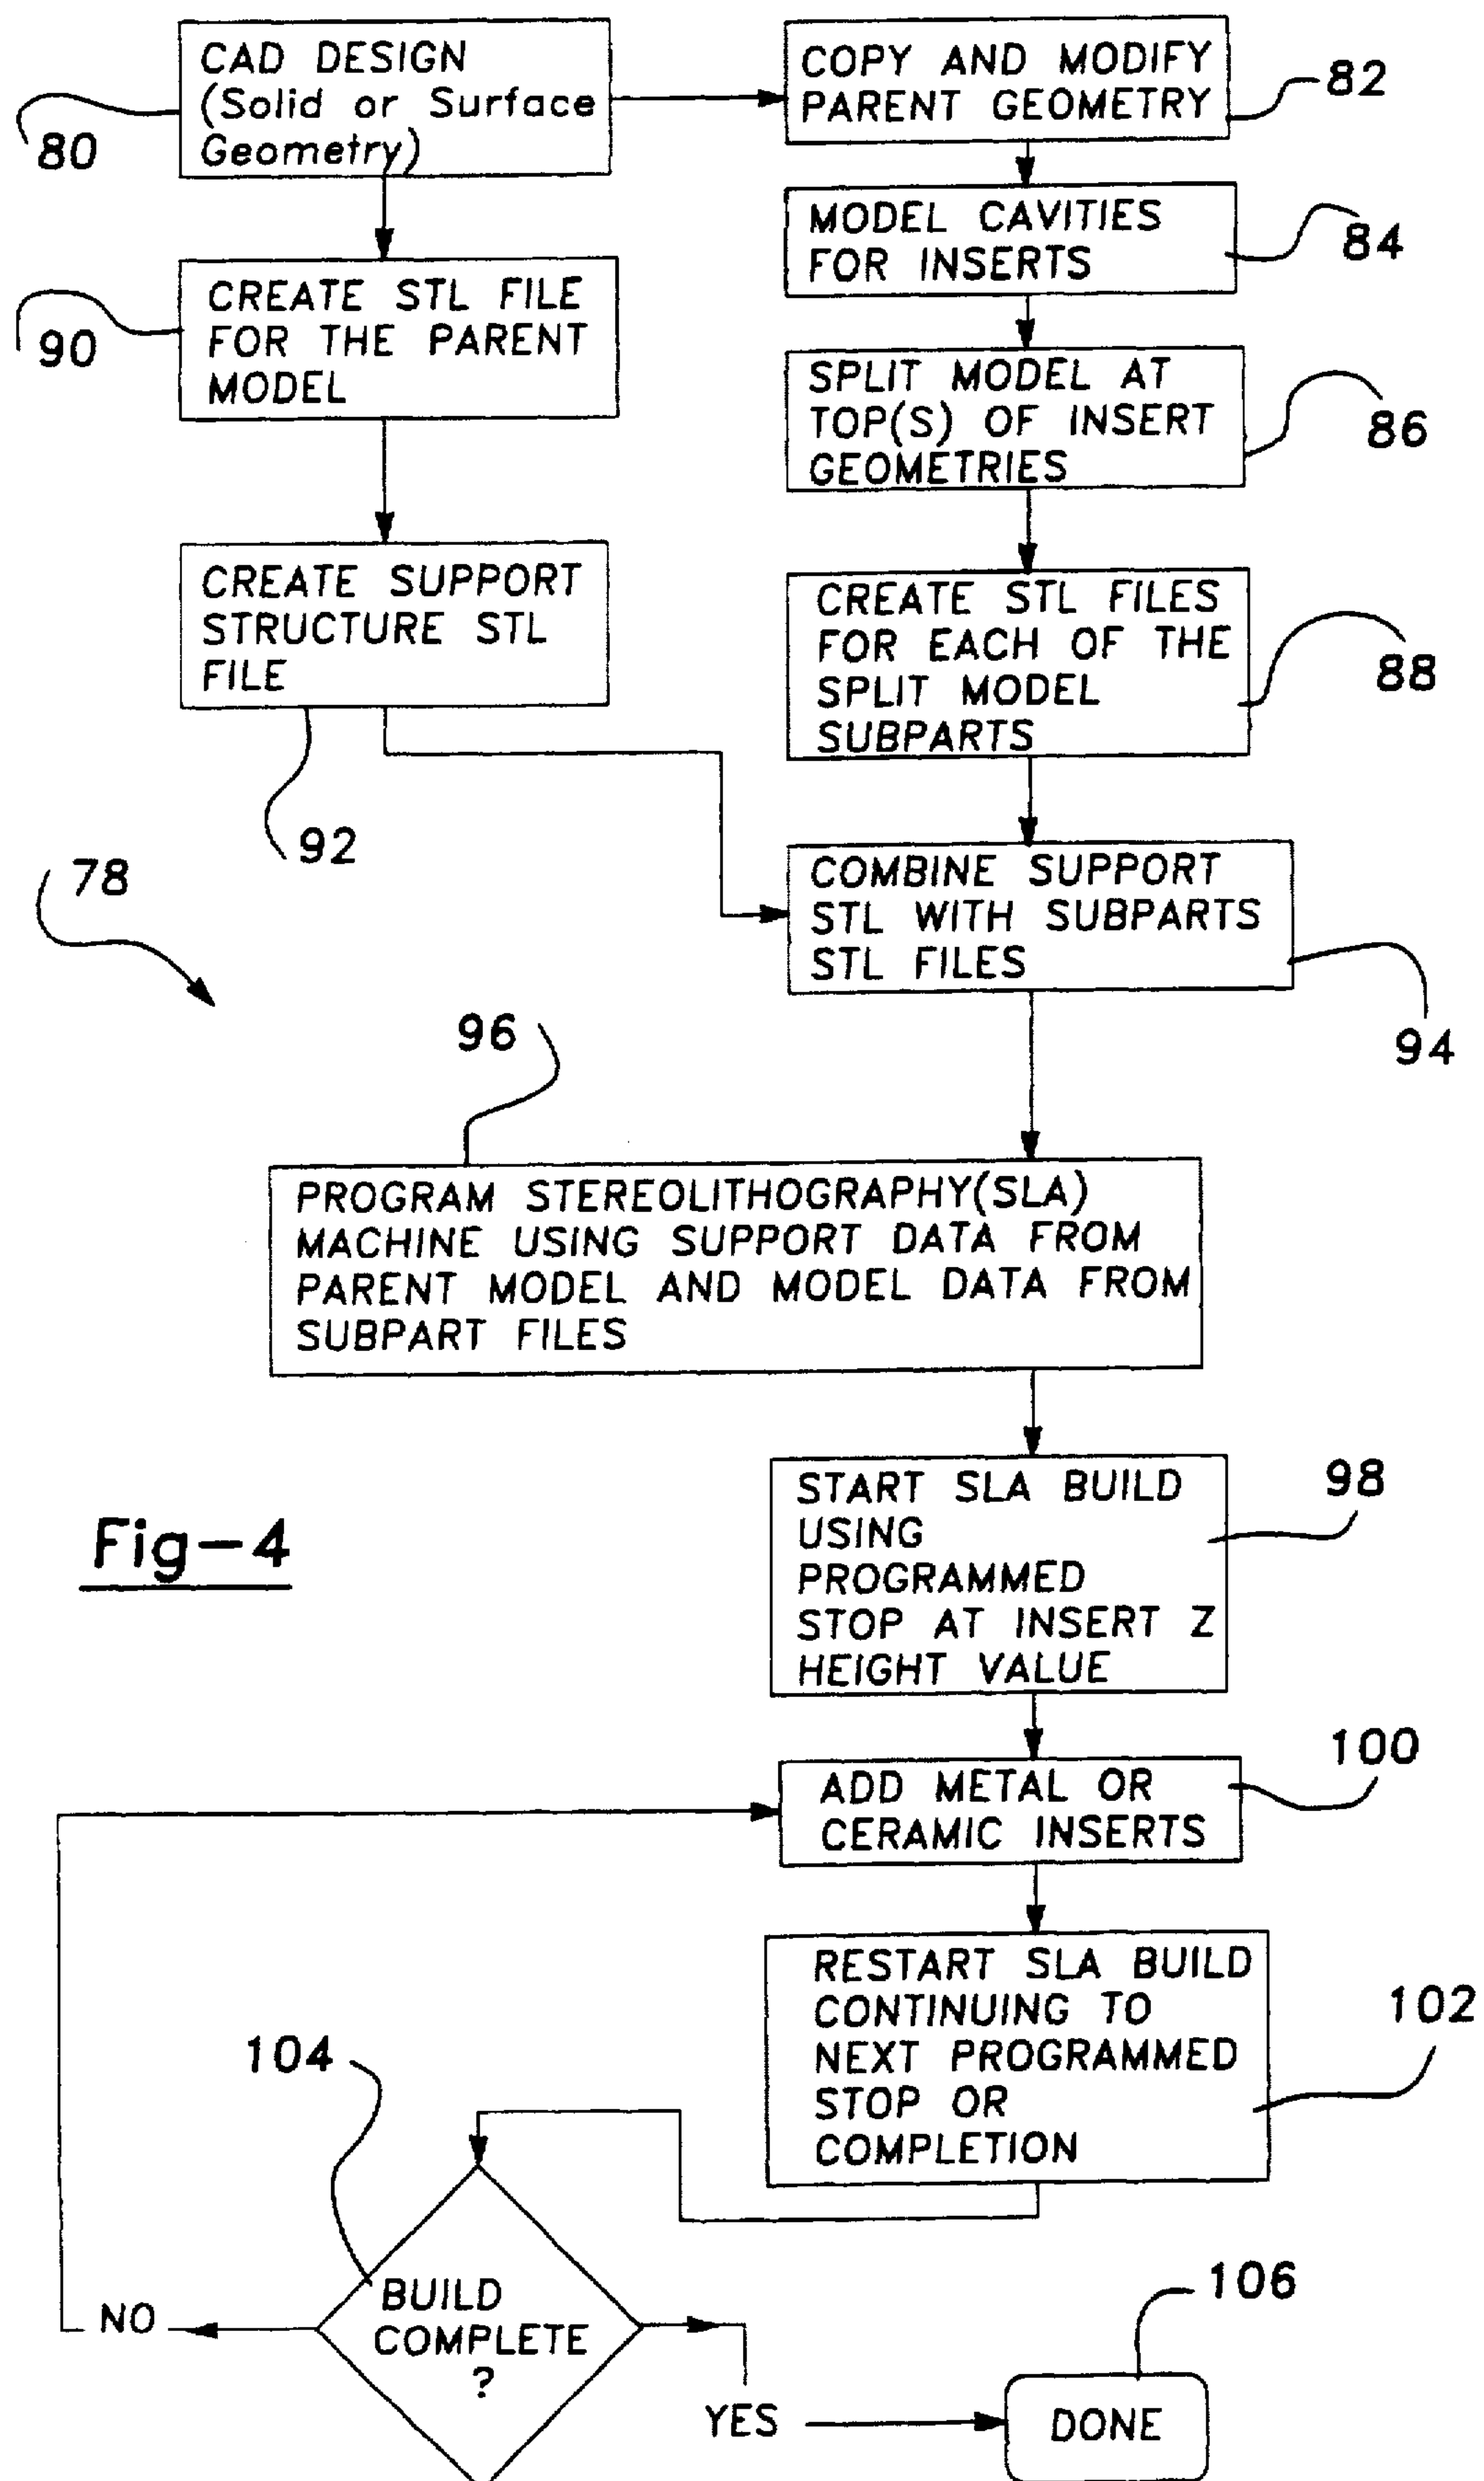 CAD DESIGN
(Solid or Surface
Geometry)
80
COPY AND MODIFY
PARENT GEOMETRY
82
MODEL CAVITIES
FOR INSERTS
84
CREATE STL FILE
FOR THE PARENT
MODEL
90
SPLIT MODEL AT
TOP(S) OF INSERT
GEOMETRIES
86
CREATE SUPPORT
STRUCTURE STL
FILE
92
CREATE STL FILES
FOR EACH OF THE
SPLIT MODEL
SUBPARTS
88
78
COMBINE SUPPORT
STL WITH SUBPARTS
STL FILES
94
96
PROGRAM STEREOLITHOGRAPHY(SLA)
MACHINE USING SUPPORT DATA FROM
PARENT MODEL AND MODEL DATA FROM
SUBPART FILES
Fig-4
START SLA BUILD
USING
PROGRAMMED
STOP AT INSERT Z
HEIGHT VALUE
98
ADD METAL OR
CERAMIC INSERTS
100
RESTART SLA BUILD
CONTINUING TO
NEXT PROGRAMMED
STOP OR
COMPLETION
102
104
BUILD
COMPLETE
?
NO
YES
DONE
106